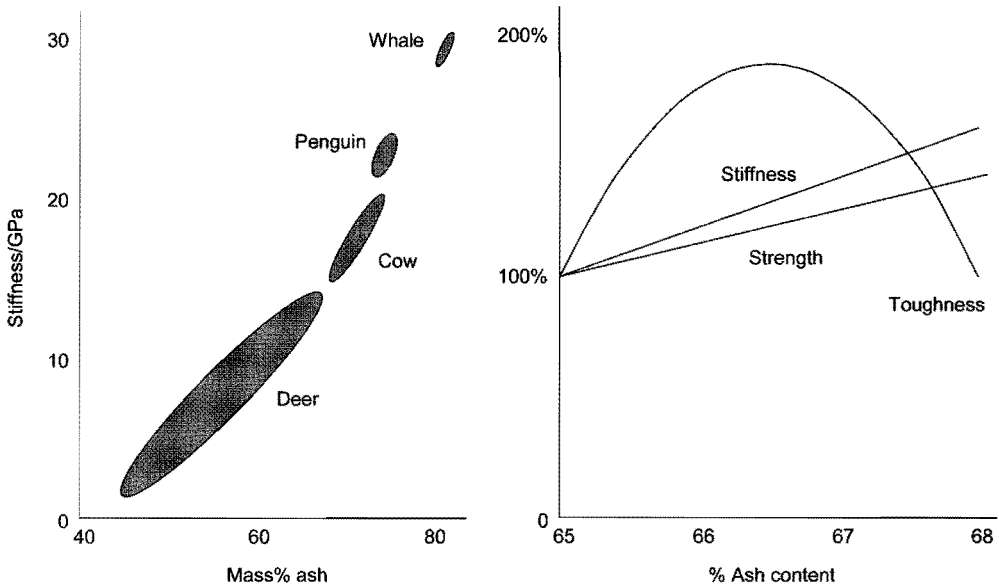 30
20
10
0
Stiffness/GPa
Whale
Penguin
Cow
Deer
40
60
80
Mass% ash
200%
100%
0
Stiffness
Strength
Toughness
65
66
67
68
% Ash content